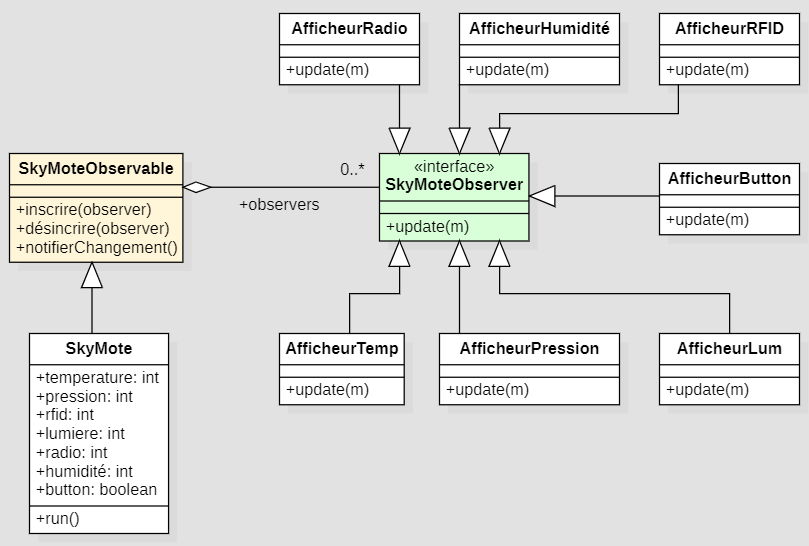 AfficheurRadio
+update(m)
AfficheurHumidité
+update(m)
AfficheurRFID
+update(m)
SkyMoteObservable
+inscrire(observer)
+désincrire(observer)
+notifierChangement()
0..*
+observers
«interface»
SkyMoteObserver
+update(m)
AfficheurButton
+update(m)
SkyMote
+temperature: int
+pression: int
+rfid: int
+lumiere: int
+radio: int
+humidité: int
+button: boolean
+run()
AfficheurTemp
+update(m)
AfficheurPression
+update(m)
AfficheurLum
+update(m)